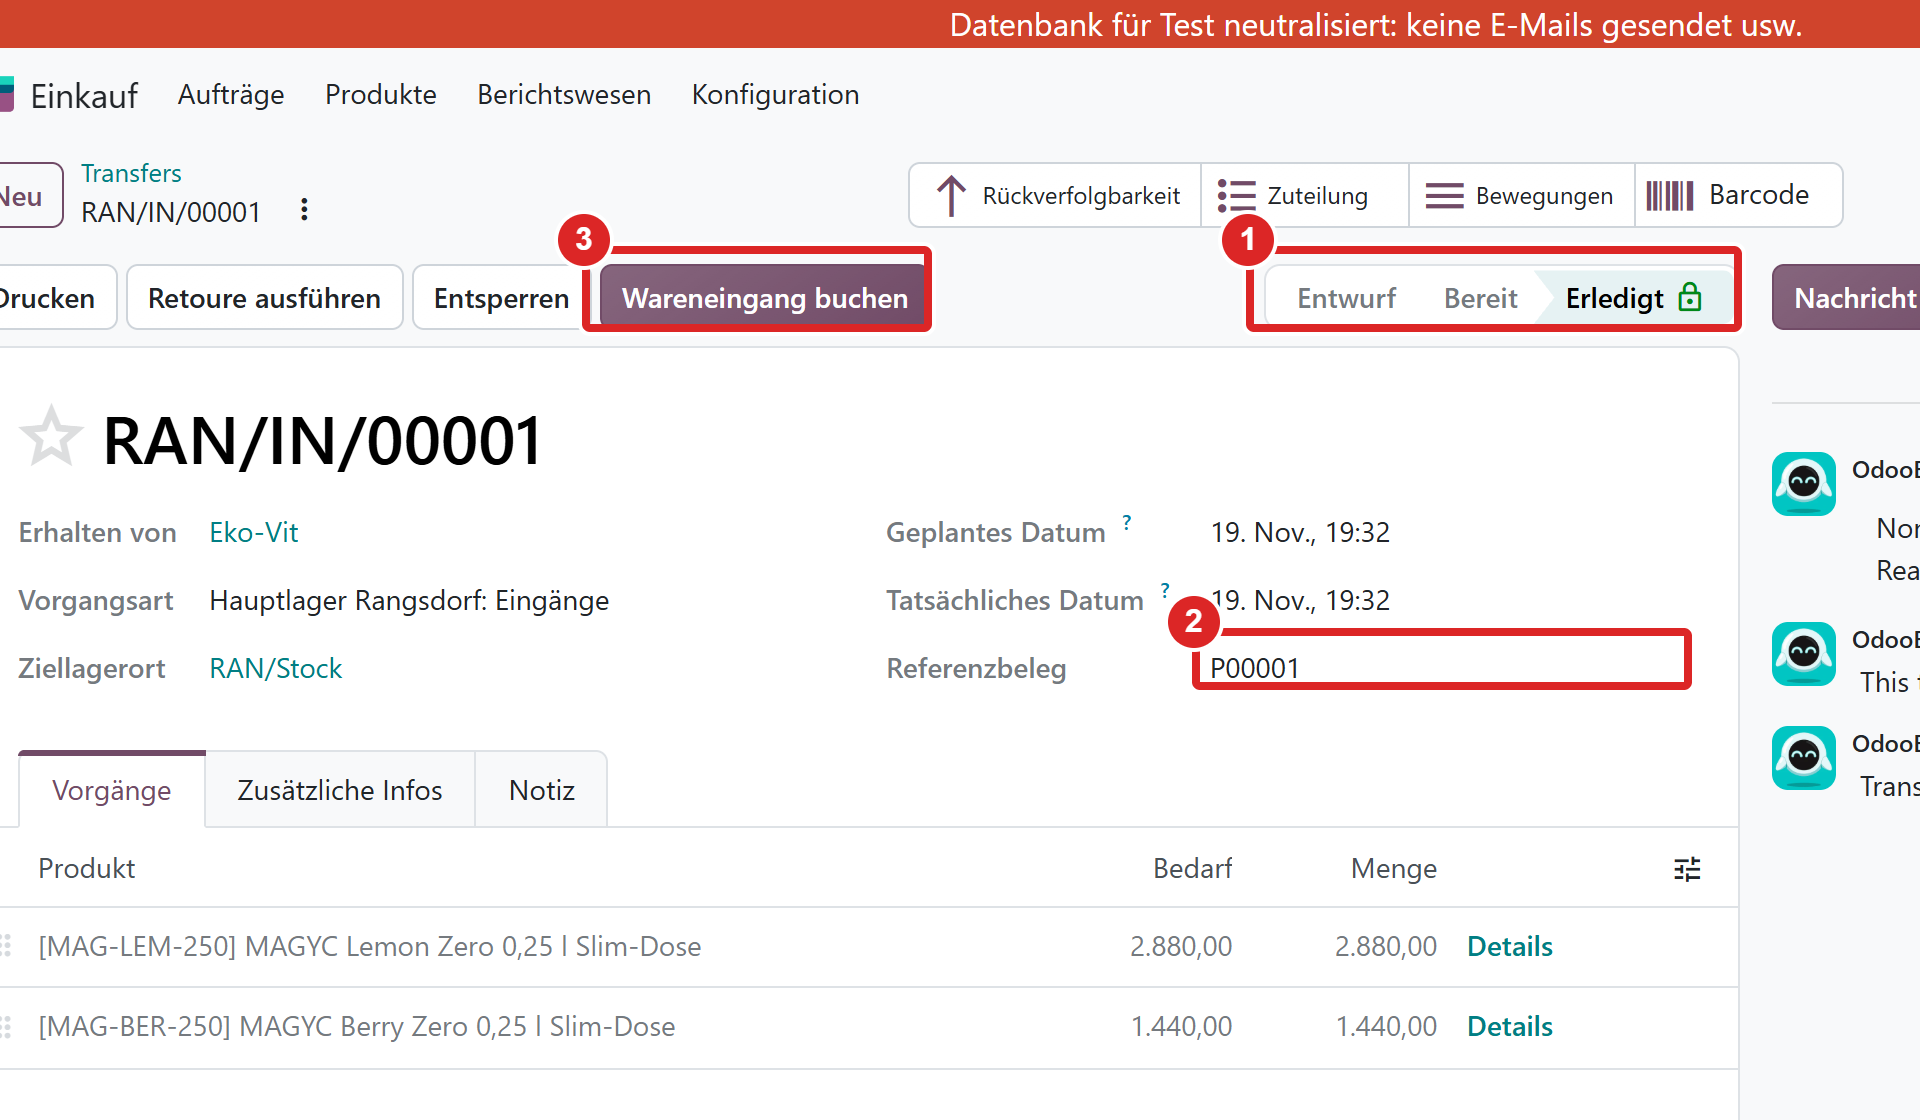 Datenbank für Test neutralisiert: keine E-Mails gesendet usw.
Einkauf Aufträge Produkte Berichtswesen Konfiguration
Neu
Transfers
RAN/IN/00001
Rückverfolgbarkeit Zuteilung Bewegungen Barcode
3
1
Drucken Retoure ausführen Entsperren Wareneingang buchen Entwurf Bereit Erledigt Nachricht
RAN/IN/00001
Erhalten von Eko-Vit Geplantes Datum ? 19. Nov., 19:32
Vorgangsart Hauptlager Rangsdorf: Eingänge Tatsächliches Datum ? 19. Nov., 19:32
2
Ziellagerort RAN/Stock Referenzbeleg P00001
Vorgänge Zusätzliche Infos Notiz
Produkt Bedarf Menge
[MAG-LEM-250] MAGYC Lemon Zero 0,25 l Slim-Dose 2.880,00 2.880,00 Details
[MAG-BER-250] MAGYC Berry Zero 0,25 l Slim-Dose 1.440,00 1.440,00 Details
This